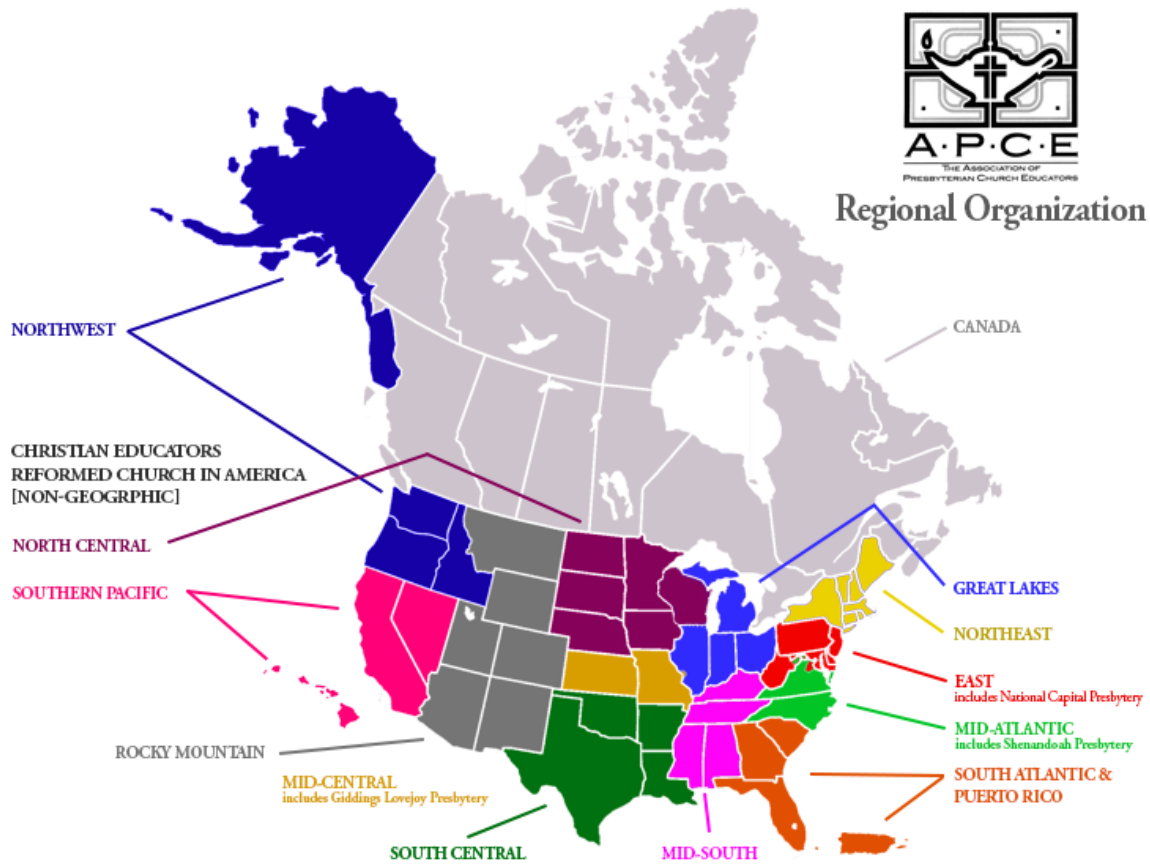 A·P·C·E
THE ASSOCIATION OF
PRESBYTERIAN CHURCH EDUCATORS
Regional Organization
NORTHWEST
CANADA
CHRISTIAN EDUCATORS
REFORMED CHURCH IN AMERICA
[NON-GEOGRPHIC]
NORTH CENTRAL
SOUTHERN PACIFIC
GREAT LAKES
NORTHEAST
EAST
includes National Capital Presbytery
MID-ATLANTIC
includes Shenandoah Presbytery
ROCKY MOUNTAIN
MID-CENTRAL
includes Giddings Lovejoy Presbytery
SOUTH ATLANTIC &
PUERTO RICO
SOUTH CENTRAL
MID-SOUTH